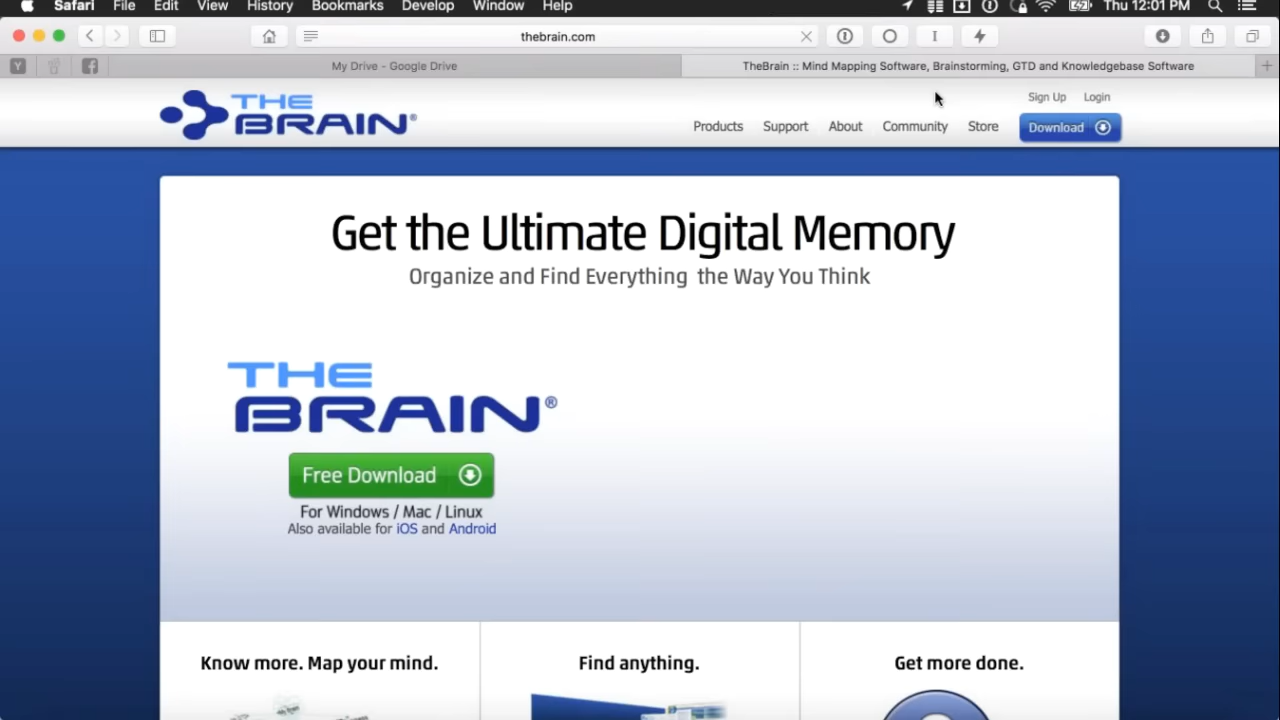 Safari File Edit View History Bookmarks Develop Window Help Thu 12:01 PM
thebrain.com
My Drive - Google Drive
TheBrain :: Mind Mapping Software, Brainstorming, GTD and Knowledgebase Software
THE BRAIN®
Sign Up Login
Products Support About Community Store Download
Get the Ultimate Digital Memory
Organize and Find Everything the Way You Think
THE
BRAIN®
Free Download
For Windows / Mac / Linux
Also available for iOS and Android
Know more. Map your mind.
Find anything.
Get more done.